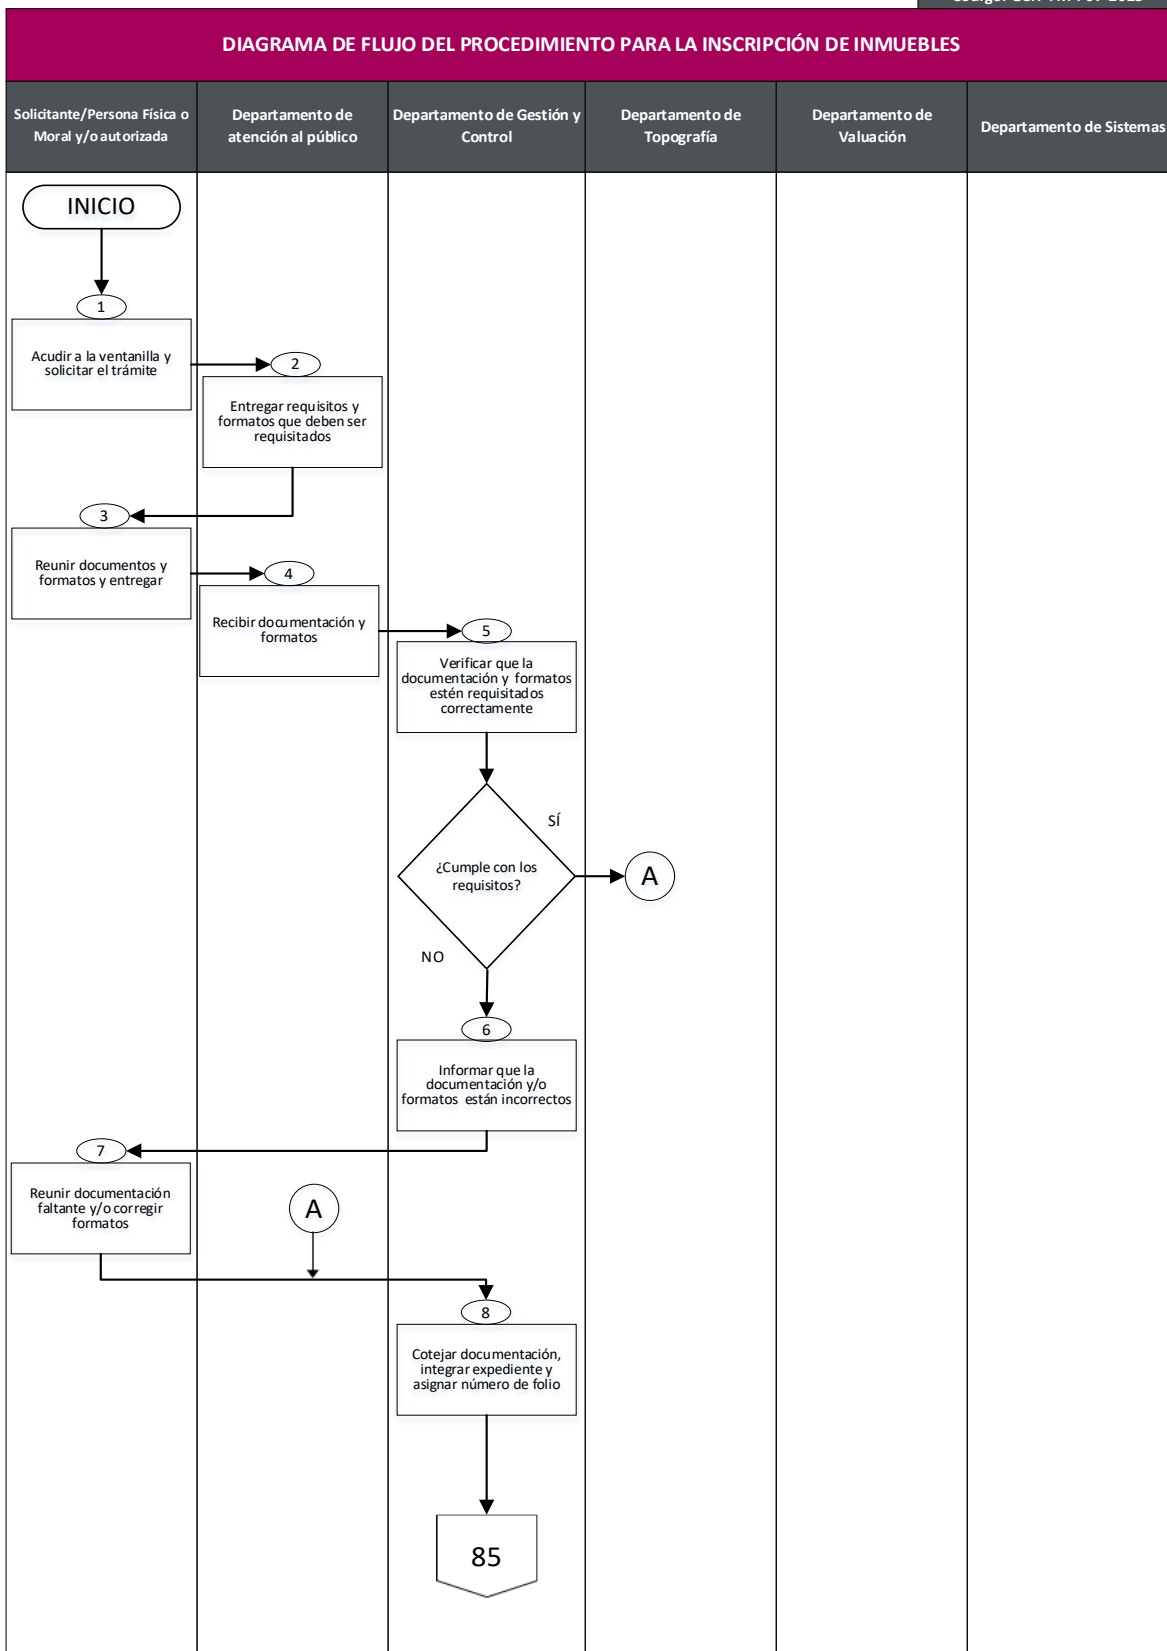 DIAGRAMA DE FLUJO DEL PROCEDIMIENTO PARA LA INSCRIPCIÓN DE INMUEBLES
Solicitante/Persona Física o
Moral y/o autorizada
Departamento de
atención al público
Departamento de Gestión y
Control
Departamento de
Topografía
Departamento de
Valuación
Departamento de Sistemas
INICIO
1
Acudir a la ventanilla y
solicitar el trámite
2
Entregar requisitos y
formatos que deben ser
requisitados
3
Reunir documentos y
formatos y entregar
4
Recibir documentación y
formatos
5
Verificar que la
documentación y formatos
estén requisitados
correctamente
SÍ
¿Cumple con los
requisitos?
A
NO
6
Informar que la
documentación y/o
formatos están incorrectos
7
Reunir documentación
faltante y/o corregir
formatos
A
8
Cotejar documentación,
integrar expediente y
asignar número de folio
85